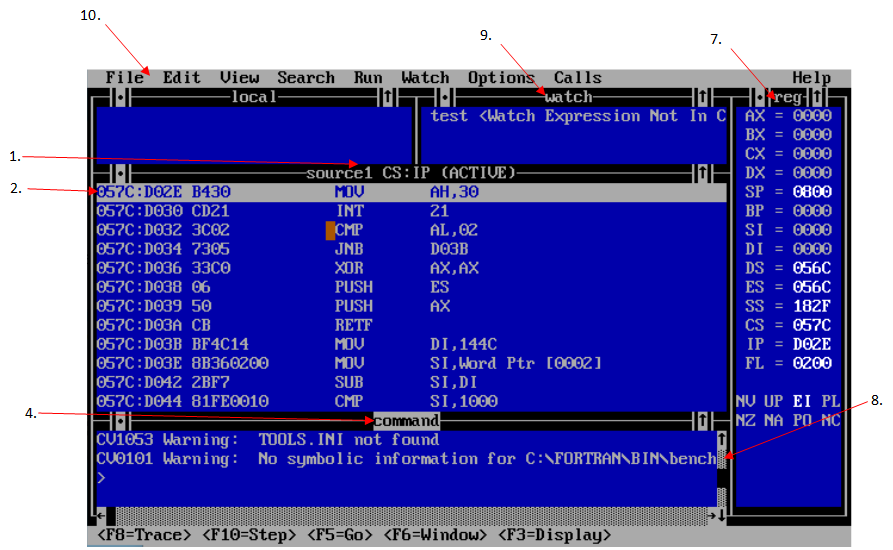 10.
9.
7.
File Edit View Search Run Watch Options Calls Help
local
watch
reg
test <Watch Expression Not In C
AX = 0000
BX = 0000
CX = 0000
1.
source1 CS:IP (ACTIVE)
DX = 0000
2.
057C:D02E B430 MOV AH,30
SP = 0800
057C:D030 CD21 INT 21
BP = 0000
057C:D032 3C02 CMP AL,02
SI = 0000
057C:D034 7305 JNB D03B
DI = 0000
057C:D036 33C0 XOR AX,AX
DS = 056C
057C:D038 06 PUSH ES
ES = 056C
057C:D039 50 PUSH AX
SS = 182F
057C:D03A CB RETF
CS = 057C
057C:D03B BF4C14 MOV DI,144C
IP = D02E
057C:D03E 8B360200 MOV SI,Word Ptr [0002]
FL = 0200
057C:D042 2BF7 SUB SI,DI
057C:D044 81FE0010 CMP SI,1000
NV UP EI PL
4.
command
NZ NA PO NC
8.
CV1053 Warning: TOOLS.INI not found
CV0101 Warning: No symbolic information for C:\FORTRAN\BIN\bench
>
<F8=Trace> <F10=Step> <F5=Go> <F6=Window> <F3=Display>